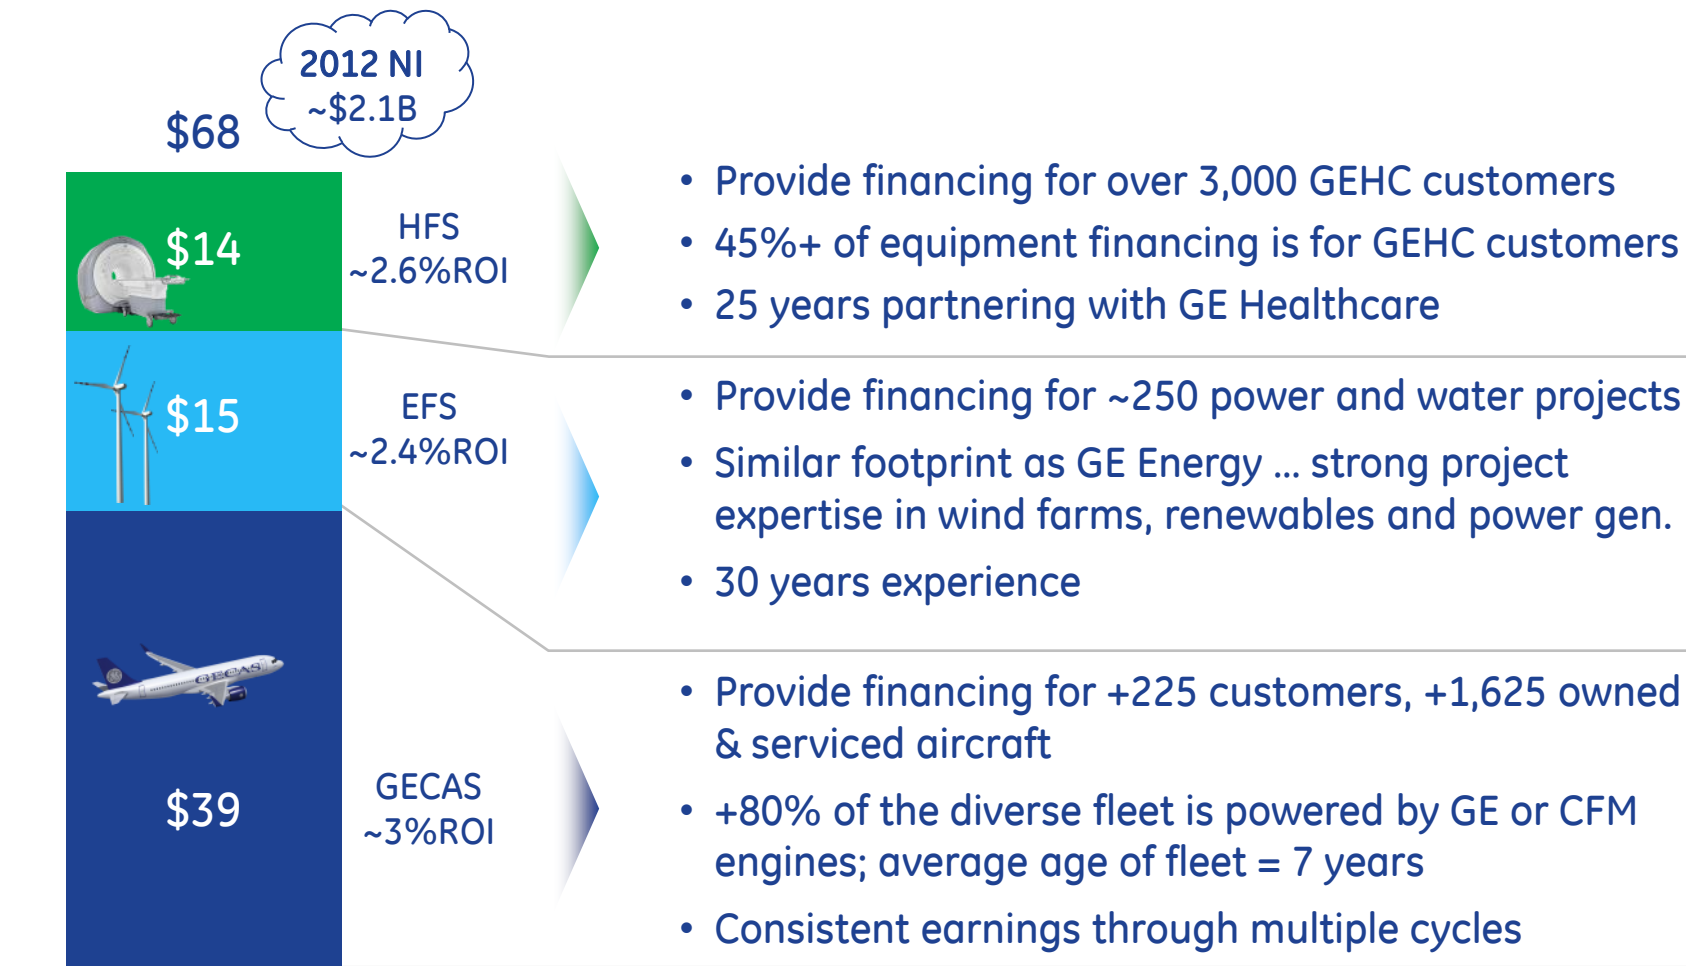 2012 NI
~$2.1B
$68
$14
HFS
~2.6%ROI
• Provide financing for over 3,000 GEHC customers
• 45%+ of equipment financing is for GEHC customers
• 25 years partnering with GE Healthcare
$15
EFS
~2.4%ROI
• Provide financing for ~250 power and water projects
• Similar footprint as GE Energy ... strong project
expertise in wind farms, renewables and power gen.
• 30 years experience
GECAS
$39
GECAS
~3%ROI
• Provide financing for +225 customers, +1,625 owned
& serviced aircraft
• +80% of the diverse fleet is powered by GE or CFM
engines; average age of fleet = 7 years
• Consistent earnings through multiple cycles